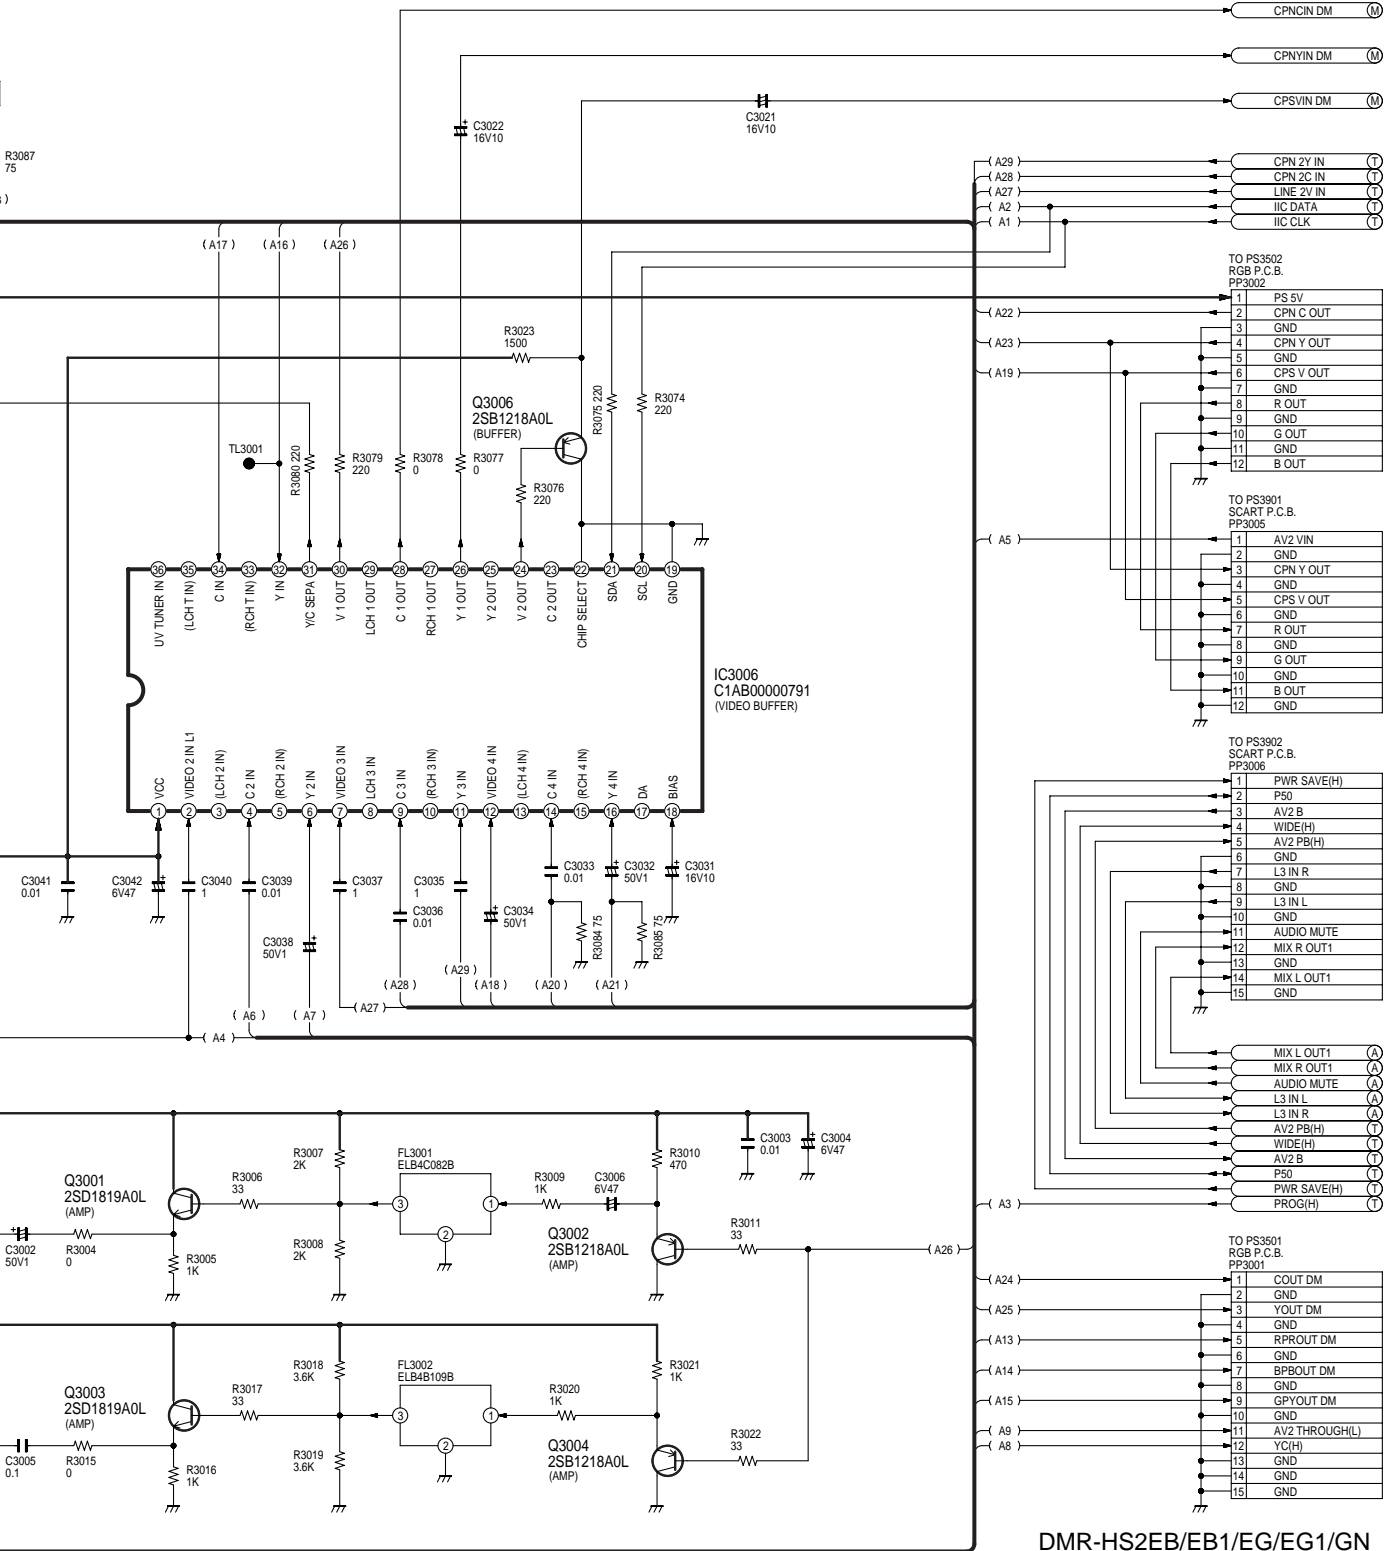 CPNCIN DM
M
CPNYIN DM
M
CPSVIN DM
M
C3021
16V10
C3022
16V10
R3087
75
A29
CPN 2Y IN
T
A28
CPN 2C IN
T
A27
LINE 2V IN
T
A2
IIC DATA
T
A1
IIC CLK
T
(A17)
(A16)
(A26)
TO PS3502
RGB P.C.B.
PP3002
1 PS 5V
2 CPN C OUT
3 GND
4 CPN Y OUT
5 GND
6 CPS V OUT
7 GND
8 R OUT
9 GND
10 G OUT
11 GND
12 B OUT
A22
A23
A19
R3023
1500
Q3006
2SB1218A0L
(BUFFER)
R3075 220
R3074
220
TL3001
R3080 220
R3079
220
R3078
0
R3077
0
R3076
220
TO PS3901
SCART P.C.B.
PP3005
1 AV2 VIN
2 GND
3 CPN Y OUT
4 GND
5 CPS V OUT
6 GND
7 R OUT
8 GND
9 G OUT
10 GND
11 B OUT
12 GND
A5
36 UV TUNER IN
35 (LCH T IN)
34 C IN
33 (RCH T IN)
32 Y IN
31 Y/C SEPA
30 V 1 OUT
29 LCH 1 OUT
28 C 1 OUT
27 RCH 1 OUT
26 Y 1 OUT
25 Y 2 OUT
24 V 2 OUT
23 C 2 OUT
22 CHIP SELECT
21 SDA
20 SCL
19 GND
IC3006
C1AB00000791
(VIDEO BUFFER)
1 VCC
2 VIDEO 2 IN L1
3 (LCH 2 IN)
4 C 2 IN
5 (RCH 2 IN)
6 Y 2 IN
7 VIDEO 3 IN
8 LCH 3 IN
9 C 3 IN
10 (RCH 3 IN)
11 Y 3 IN
12 VIDEO 4 IN
13 (LCH 4 IN)
14 C 4 IN
15 (RCH 4 IN)
16 Y 4 IN
17 DA
18 BIAS
TO PS3902
SCART P.C.B.
PP3006
1 PWR SAVE(H)
2 P50
3 AV2 B
4 WIDE(H)
5 AV2 PB(H)
6 GND
7 L3 IN R
8 GND
9 L3 IN L
10 GND
11 AUDIO MUTE
12 MIX R OUT1
13 GND
14 MIX L OUT1
15 GND
C3041
0.01
C3042
6V47
C3040
1
C3039
0.01
C3038
50V1
C3037
1
C3036
0.01
C3035
1
C3034
50V1
C3033
0.01
C3032
50V1
C3031
16V10
R3084 75
R3085 75
(A29)
(A28)
(A18)
(A20)
(A21)
(A27)
(A6)
(A7)
(A4)
MIX L OUT1 A
MIX R OUT1 A
AUDIO MUTE A
L3 IN L A
L3 IN R A
AV2 PB(H) T
WIDE(H) T
AV2 B T
P50 T
PWR SAVE(H) T
PROG(H) T
A3
Q3001
2SD1819A0L
(AMP)
R3006
33
R3007
2K
FL3001
ELB4C082B
3
1
2
R3009
1K
C3006
6V47
R3010
470
C3003
0.01
C3004
6V47
C3002
50V1
R3004
0
R3005
1K
R3008
2K
Q3002
2SB1218A0L
(AMP)
R3011
33
(A26)
TO PS3501
RGB P.C.B.
PP3001
1 COUT DM
2 GND
3 YOUT DM
4 GND
5 RPROUT DM
6 GND
7 BPBOUT DM
8 GND
9 GPYOUT DM
10 GND
11 AV2 THROUGH(L)
12 YC(H)
13 GND
14 GND
15 GND
A24
A25
A13
A14
A15
A9
A8
Q3003
2SD1819A0L
(AMP)
R3017
33
R3018
3.6K
FL3002
ELB4B109B
3
1
2
R3020
1K
R3021
1K
C3005
0.1
R3015
0
R3016
1K
R3019
3.6K
Q3004
2SB1218A0L
(AMP)
R3022
33
DMR-HS2EB/EB1/EG/EG1/GN